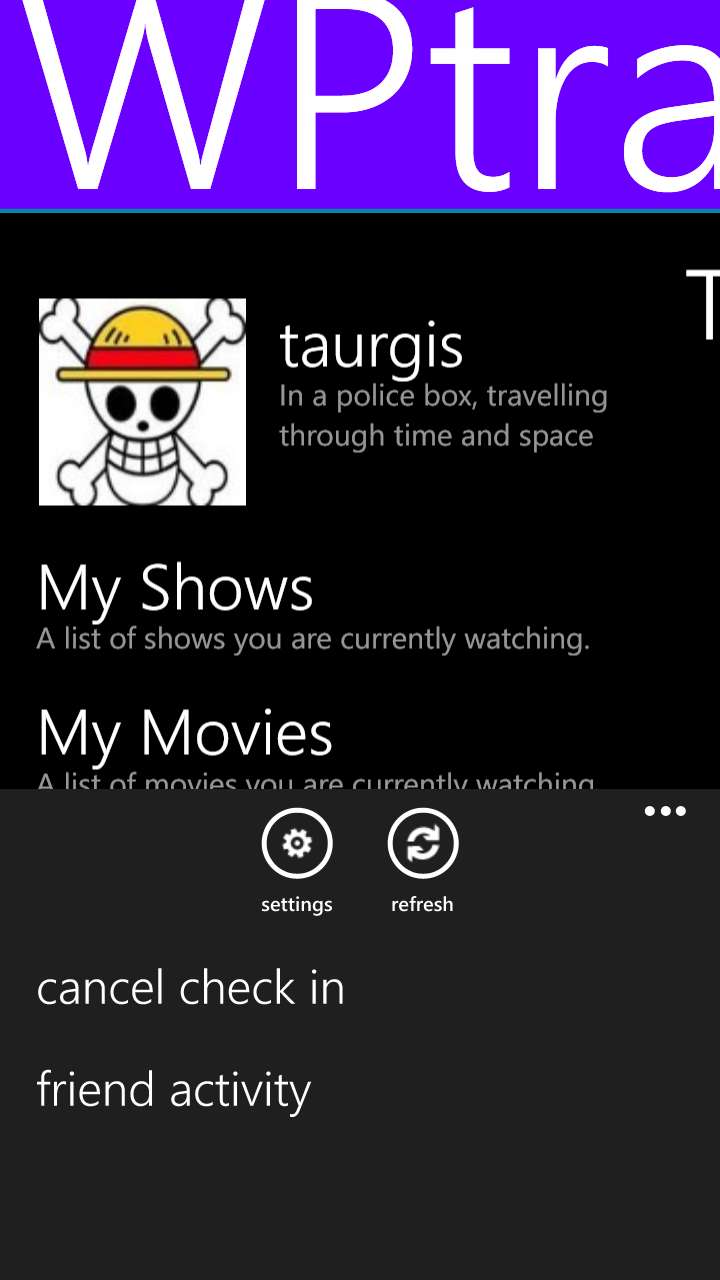 WPtra
T
taurgis
In a police box, travelling
through time and space
My Shows
A list of shows you are currently watching.
My Movies
A list of movies you are currently watching
settings
refresh
cancel check in
friend activity